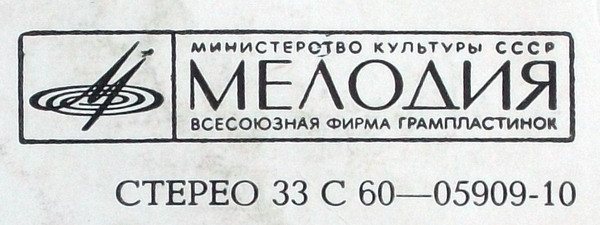 МИНИСТЕРСТВО КУЛЬТУРЫ СССР
МЕЛОДИЯ
ВСЕСОЮЗНАЯ ФИРМА ГРАМПЛАСТИНОК
СТЕРЕО 33 С 60—05909-10